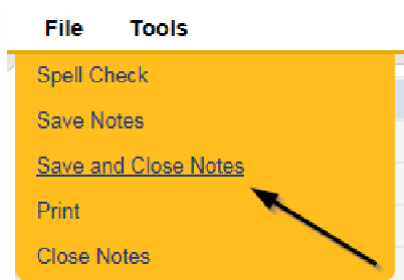 File Tools
Spell Check
Save Notes
Save and Close Notes
Print
Close Notes